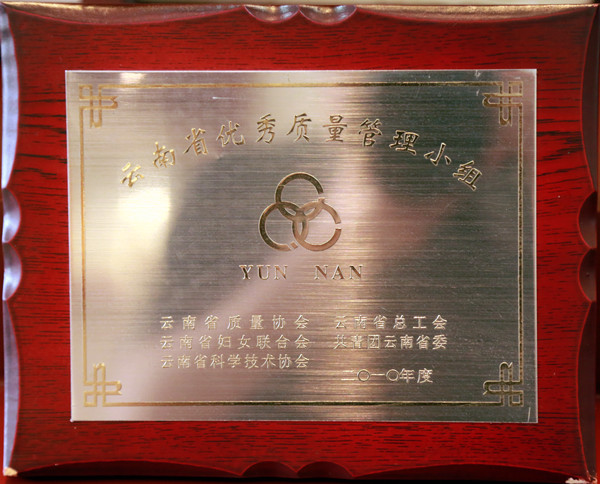 云南省优秀质量管理小组
YUN NAN
云南省质量协会 云南省总工会
云南省妇女联合会 共青团云南省委
云南省科学技术协会
二〇一〇年度